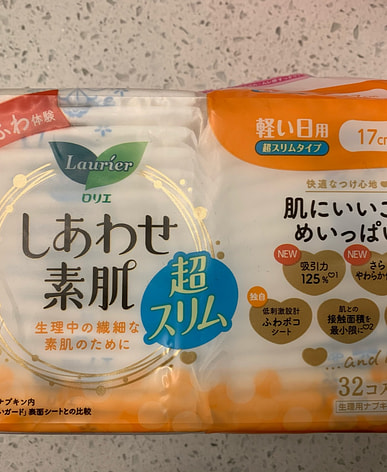 ふわ体験
Laurier
ロリエ
しあわせ
素肌
超
スリム
生理中の繊細な
素肌のために
軽い日用
超スリムタイプ
17cm
快適なつけ心地
肌にいいこ
めいっぱい
NEW
吸引力
125%
NEW
さら
やわらか
独自
低刺激設計
ふわポコ
シート
肌との
接触面積を
最小限に
...and
32コ
生理用ナプキ
ナプキン内
いガード」表面シートとの比較